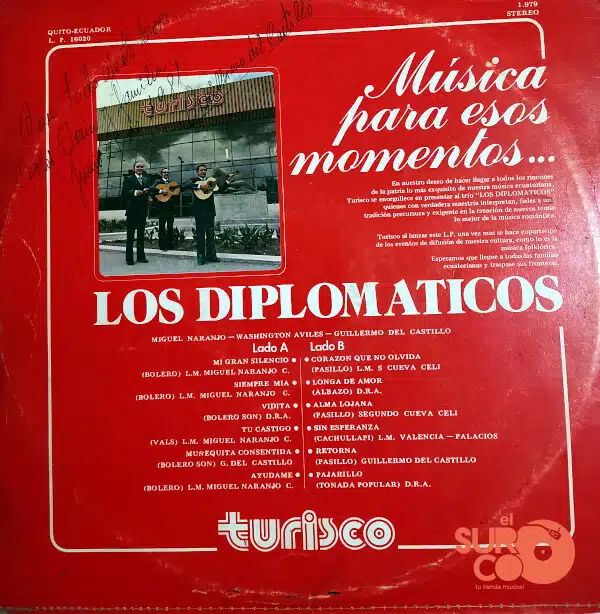 QUITO-ECUADOR
L. P. 16020
1.979
STEREO
turisco
Música
para esos
momentos...
En nuestro deseo de hacer llegar a todos los rincones
de la patria lo más exquisito de nuestra música ecuatoriana,
Turisco se enorgullece en presentar al trío "LOS DIPLOMATICOS"
quienes con verdadera maestría interpretan, fieles a una
tradición precursora y exigente en la creación de nuevos temas
lo mejor de la música romántica.
Turisco al lanzar este L.P. una vez mas se hace copartícipe
de los eventos de difusión de nuestra cultura, como lo es la
música folklórica.
Esperamos que llegue a todas las familias
ecuatorianas y traspase sus fronteras.
LOS DIPLOMATICOS
MIGUEL NARANJO — WASHINGTON AVILES — GUILLERMO DEL CASTILLO
Lado A
MI GRAN SILENCIO
(BOLERO) L.M. MIGUEL NARANJO C.
SIEMPRE MIA
(BOLERO) L.M. MIGUEL NARANJO C.
VIDITA
(BOLERO SON) D.R.A.
TU CASTIGO
(VALS) L.M. MIGUEL NARANJO C.
MUÑEQUITA CONSENTIDA
(BOLERO SON) G. DEL CASTILLO
AYUDAME
(BOLERO) L.M. MIGUEL NARANJO C.
Lado B
CORAZON QUE NO OLVIDA
(PASILLO) L.M. S CUEVA CELI
LONGA DE AMOR
(ALBAZO) D.R.A.
ALMA LOJANA
(PASILLO) SEGUNDO CUEVA CELI
SIN ESPERANZA
(CACHULLAPI) L.M. VALENCIA — PALACIOS
RETORNA
(PASILLO) GUILLERMO DEL CASTILLO
PAJARILLO
(TONADA POPULAR) D.R.A.
turisco
el
SURCO
tu tienda musical